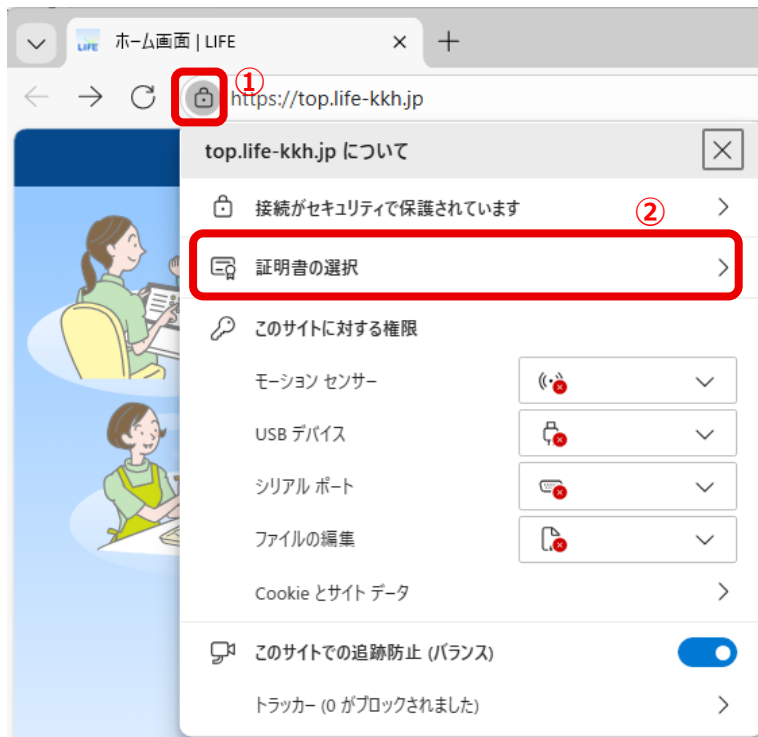 LIFE ホーム画面 | LIFE
①
https://top.life-kkh.jp
top.life-kkh.jp について
接続がセキュリティで保護されています
②
証明書の選択
このサイトに対する権限
モーション センサー
USB デバイス
シリアル ポート
ファイルの編集
Cookie とサイト データ
このサイトでの追跡防止 (バランス)
トラッカー (0 がブロックされました)